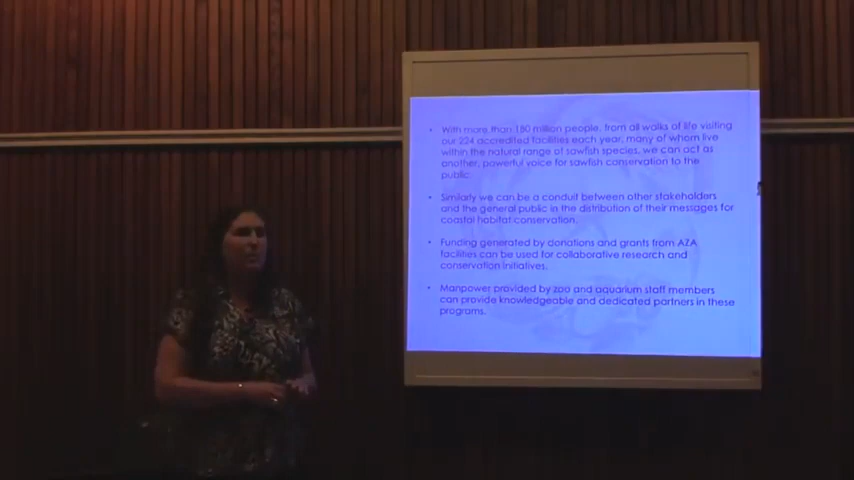 • With more than 180 million people, from all walks of life visiting
our 224 accredited facilities each year, many of whom live
within the natural range of sawfish species, we can act as
another, powerful voice for sawfish conservation to the
public.
• Similarly we can be a conduit between other stakeholders
and the general public in the distribution of their messages for
coastal habitat conservation.
• Funding generated by donations and grants from AZA
facilities can be used for collaborative research and
conservation initiatives.
• Manpower provided by zoo and aquarium staff members
can provide knowledgeable and dedicated partners in these
programs.